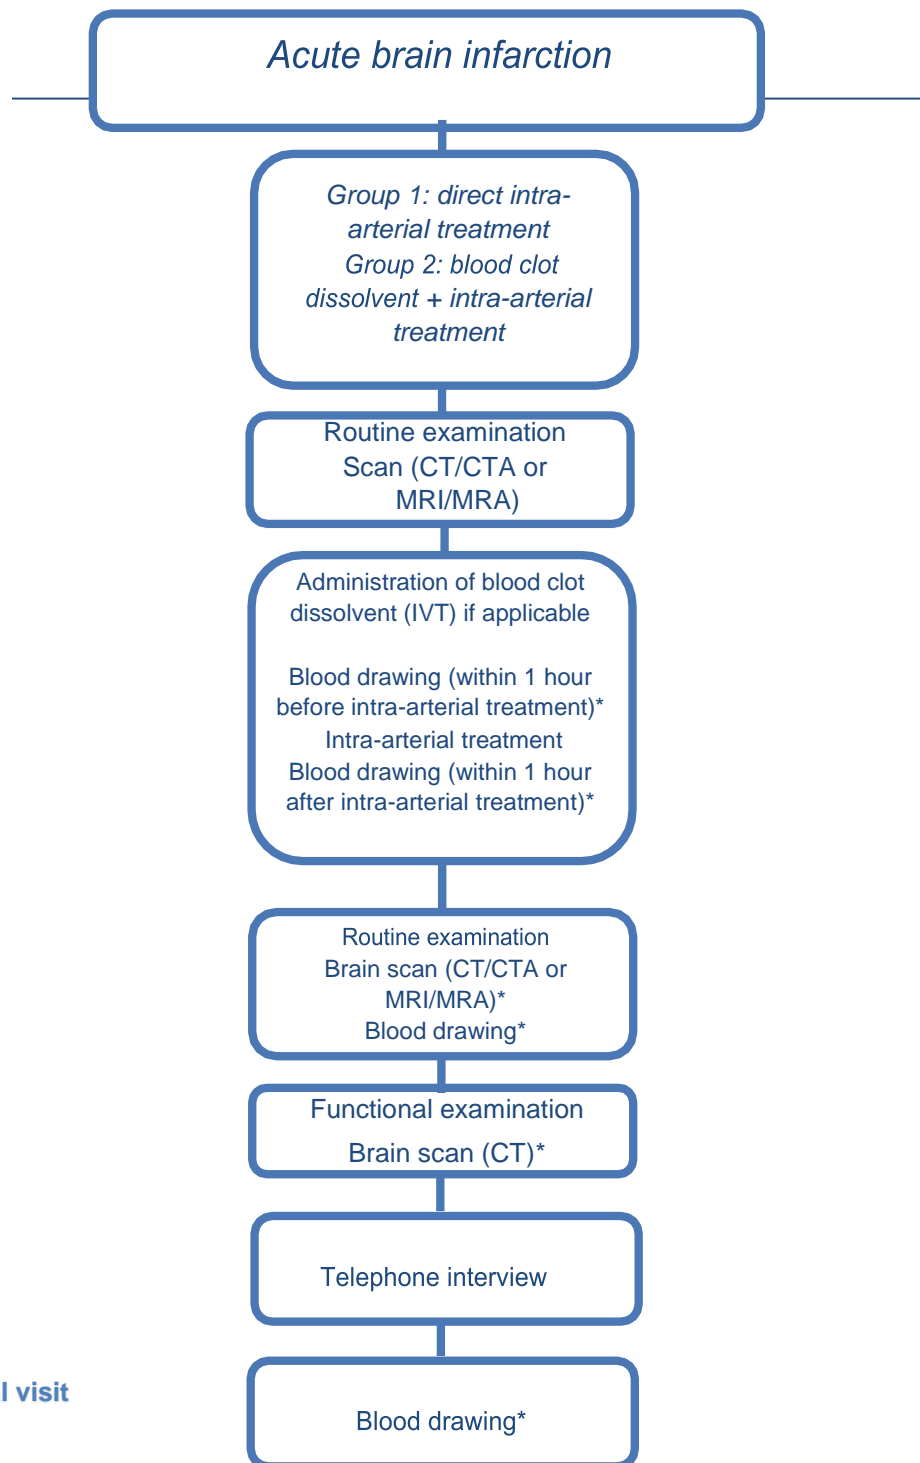 Acute brain infarction
Group 1: direct intra-
arterial treatment
Group 2: blood clot
dissolvent + intra-arterial
treatment
Routine examination
Scan (CT/CTA or
MRI/MRA)
Administration of blood clot
dissolvent (IVT) if applicable
Blood drawing (within 1 hour
before intra-arterial treatment)*
Intra-arterial treatment
Blood drawing (within 1 hour
after intra-arterial treatment)*
Routine examination
Brain scan (CT/CTA or
MRI/MRA)*
Blood drawing*
Functional examination
Brain scan (CT)*
Telephone interview
visit
Blood drawing*